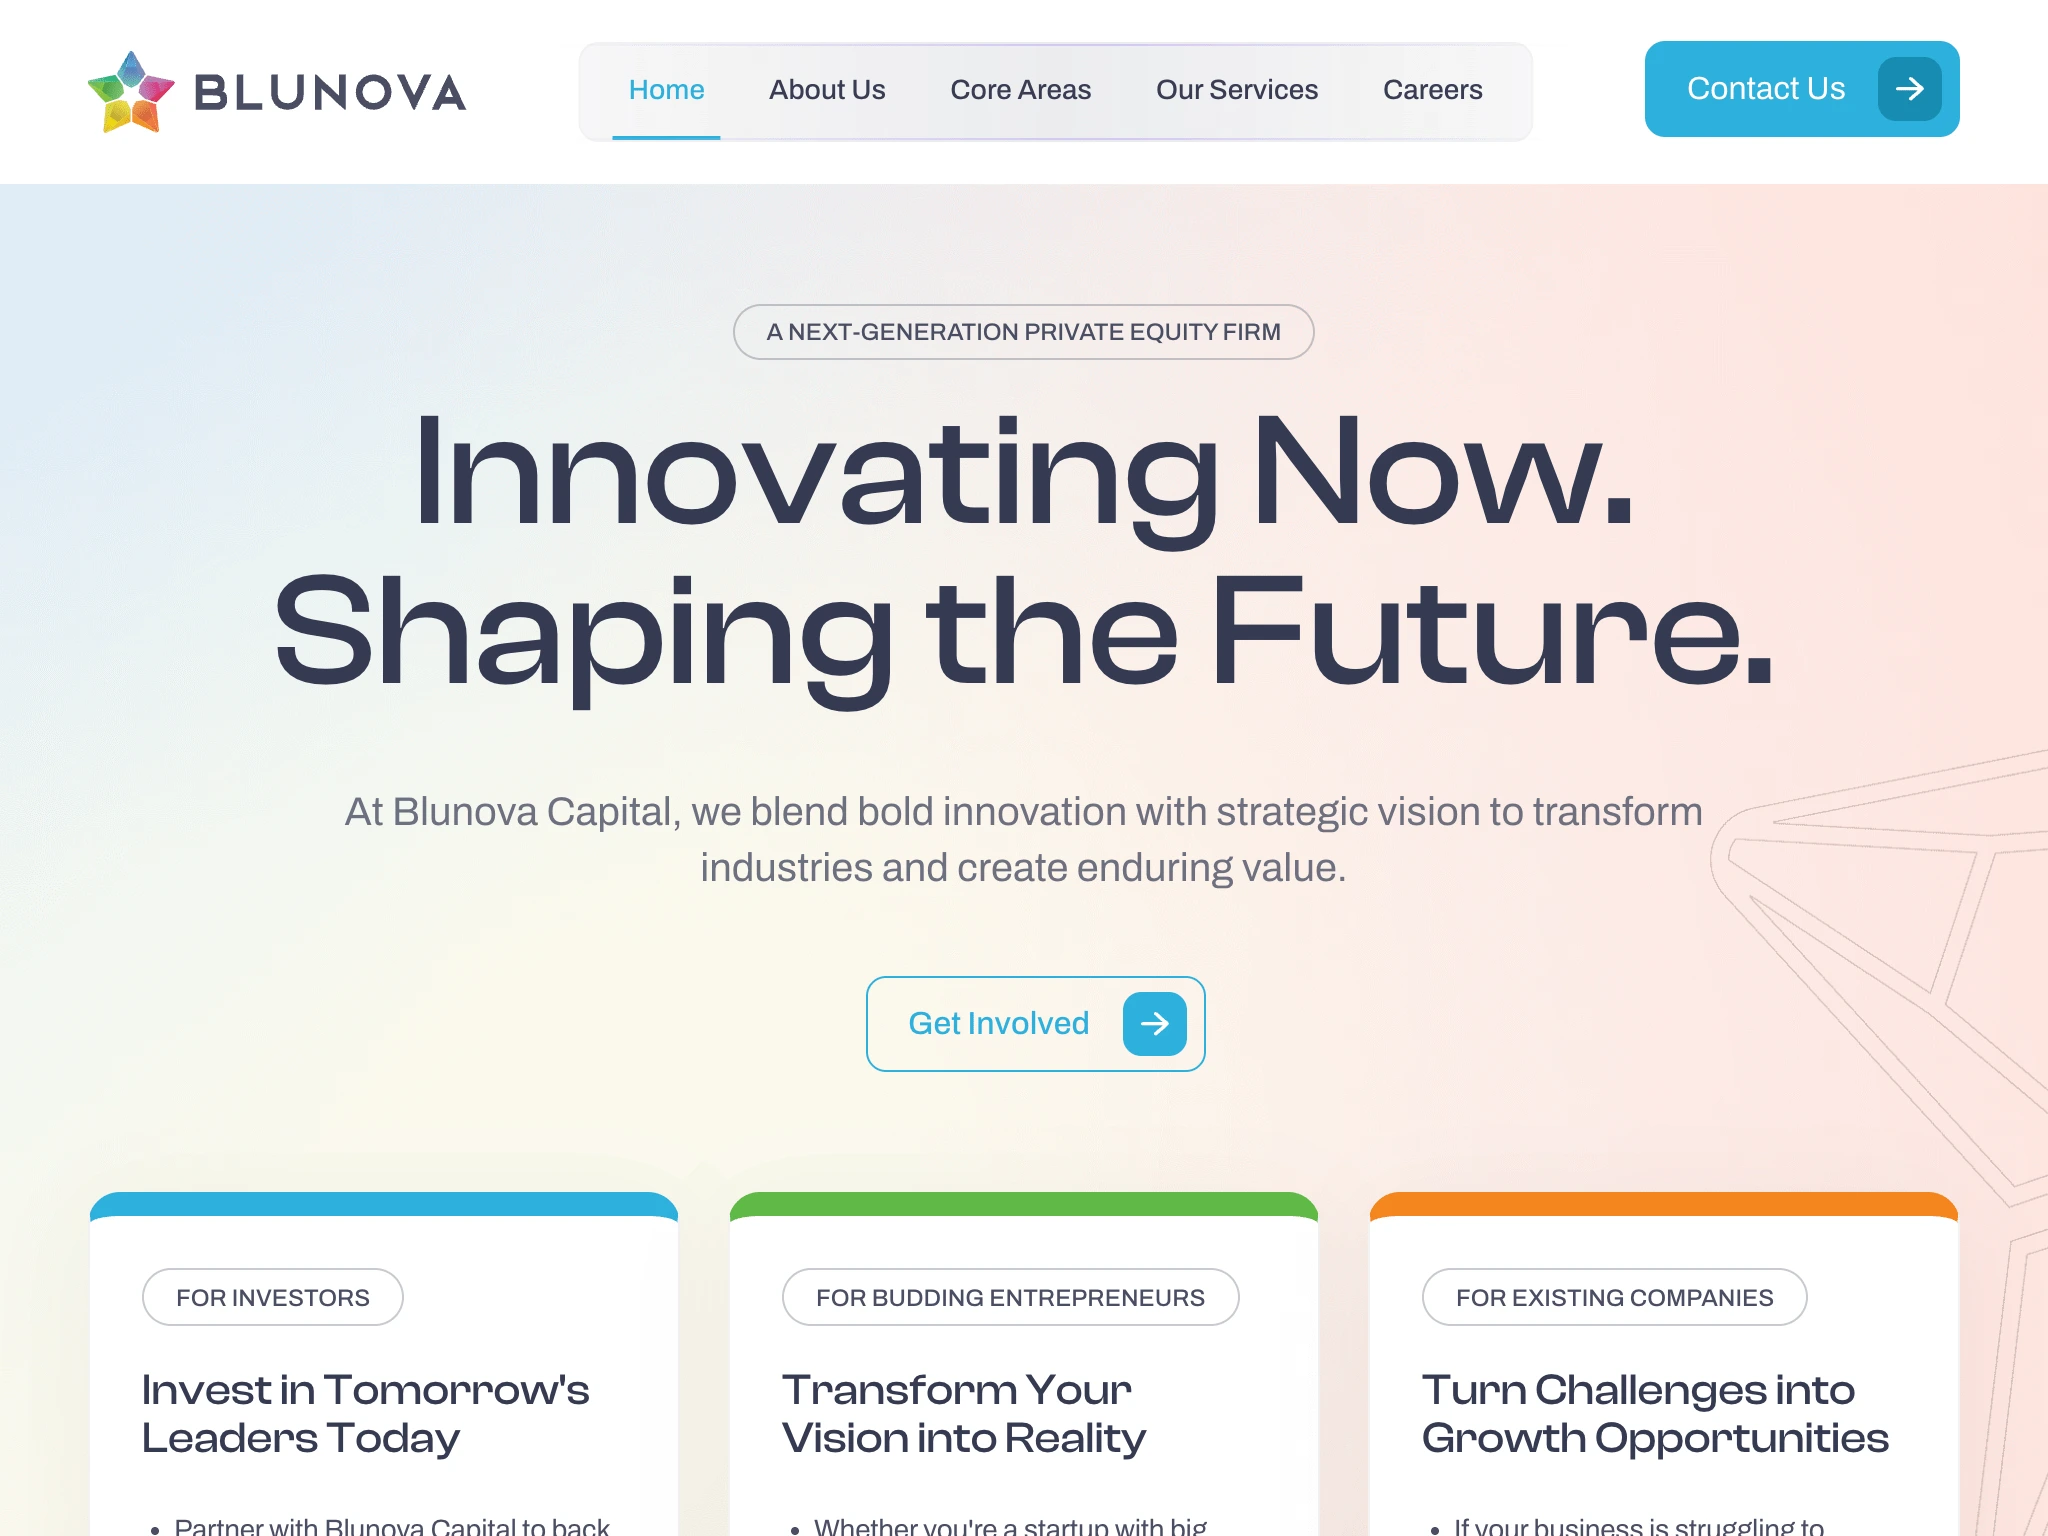 BLUNOVA
Home
About Us
Core Areas
Our Services
Careers
Contact Us
A NEXT-GENERATION PRIVATE EQUITY FIRM
Innovating Now.
Shaping the Future.
At Blunova Capital, we blend bold innovation with strategic vision to transform
industries and create enduring value.
Get Involved
FOR INVESTORS
Invest in Tomorrow's
Leaders Today
• Partner with Blunova Capital to back
FOR BUDDING ENTREPRENEURS
Transform Your
Vision into Reality
• Whether you're a startup with big
FOR EXISTING COMPANIES
Turn Challenges into
Growth Opportunities
• If your business is struggling to